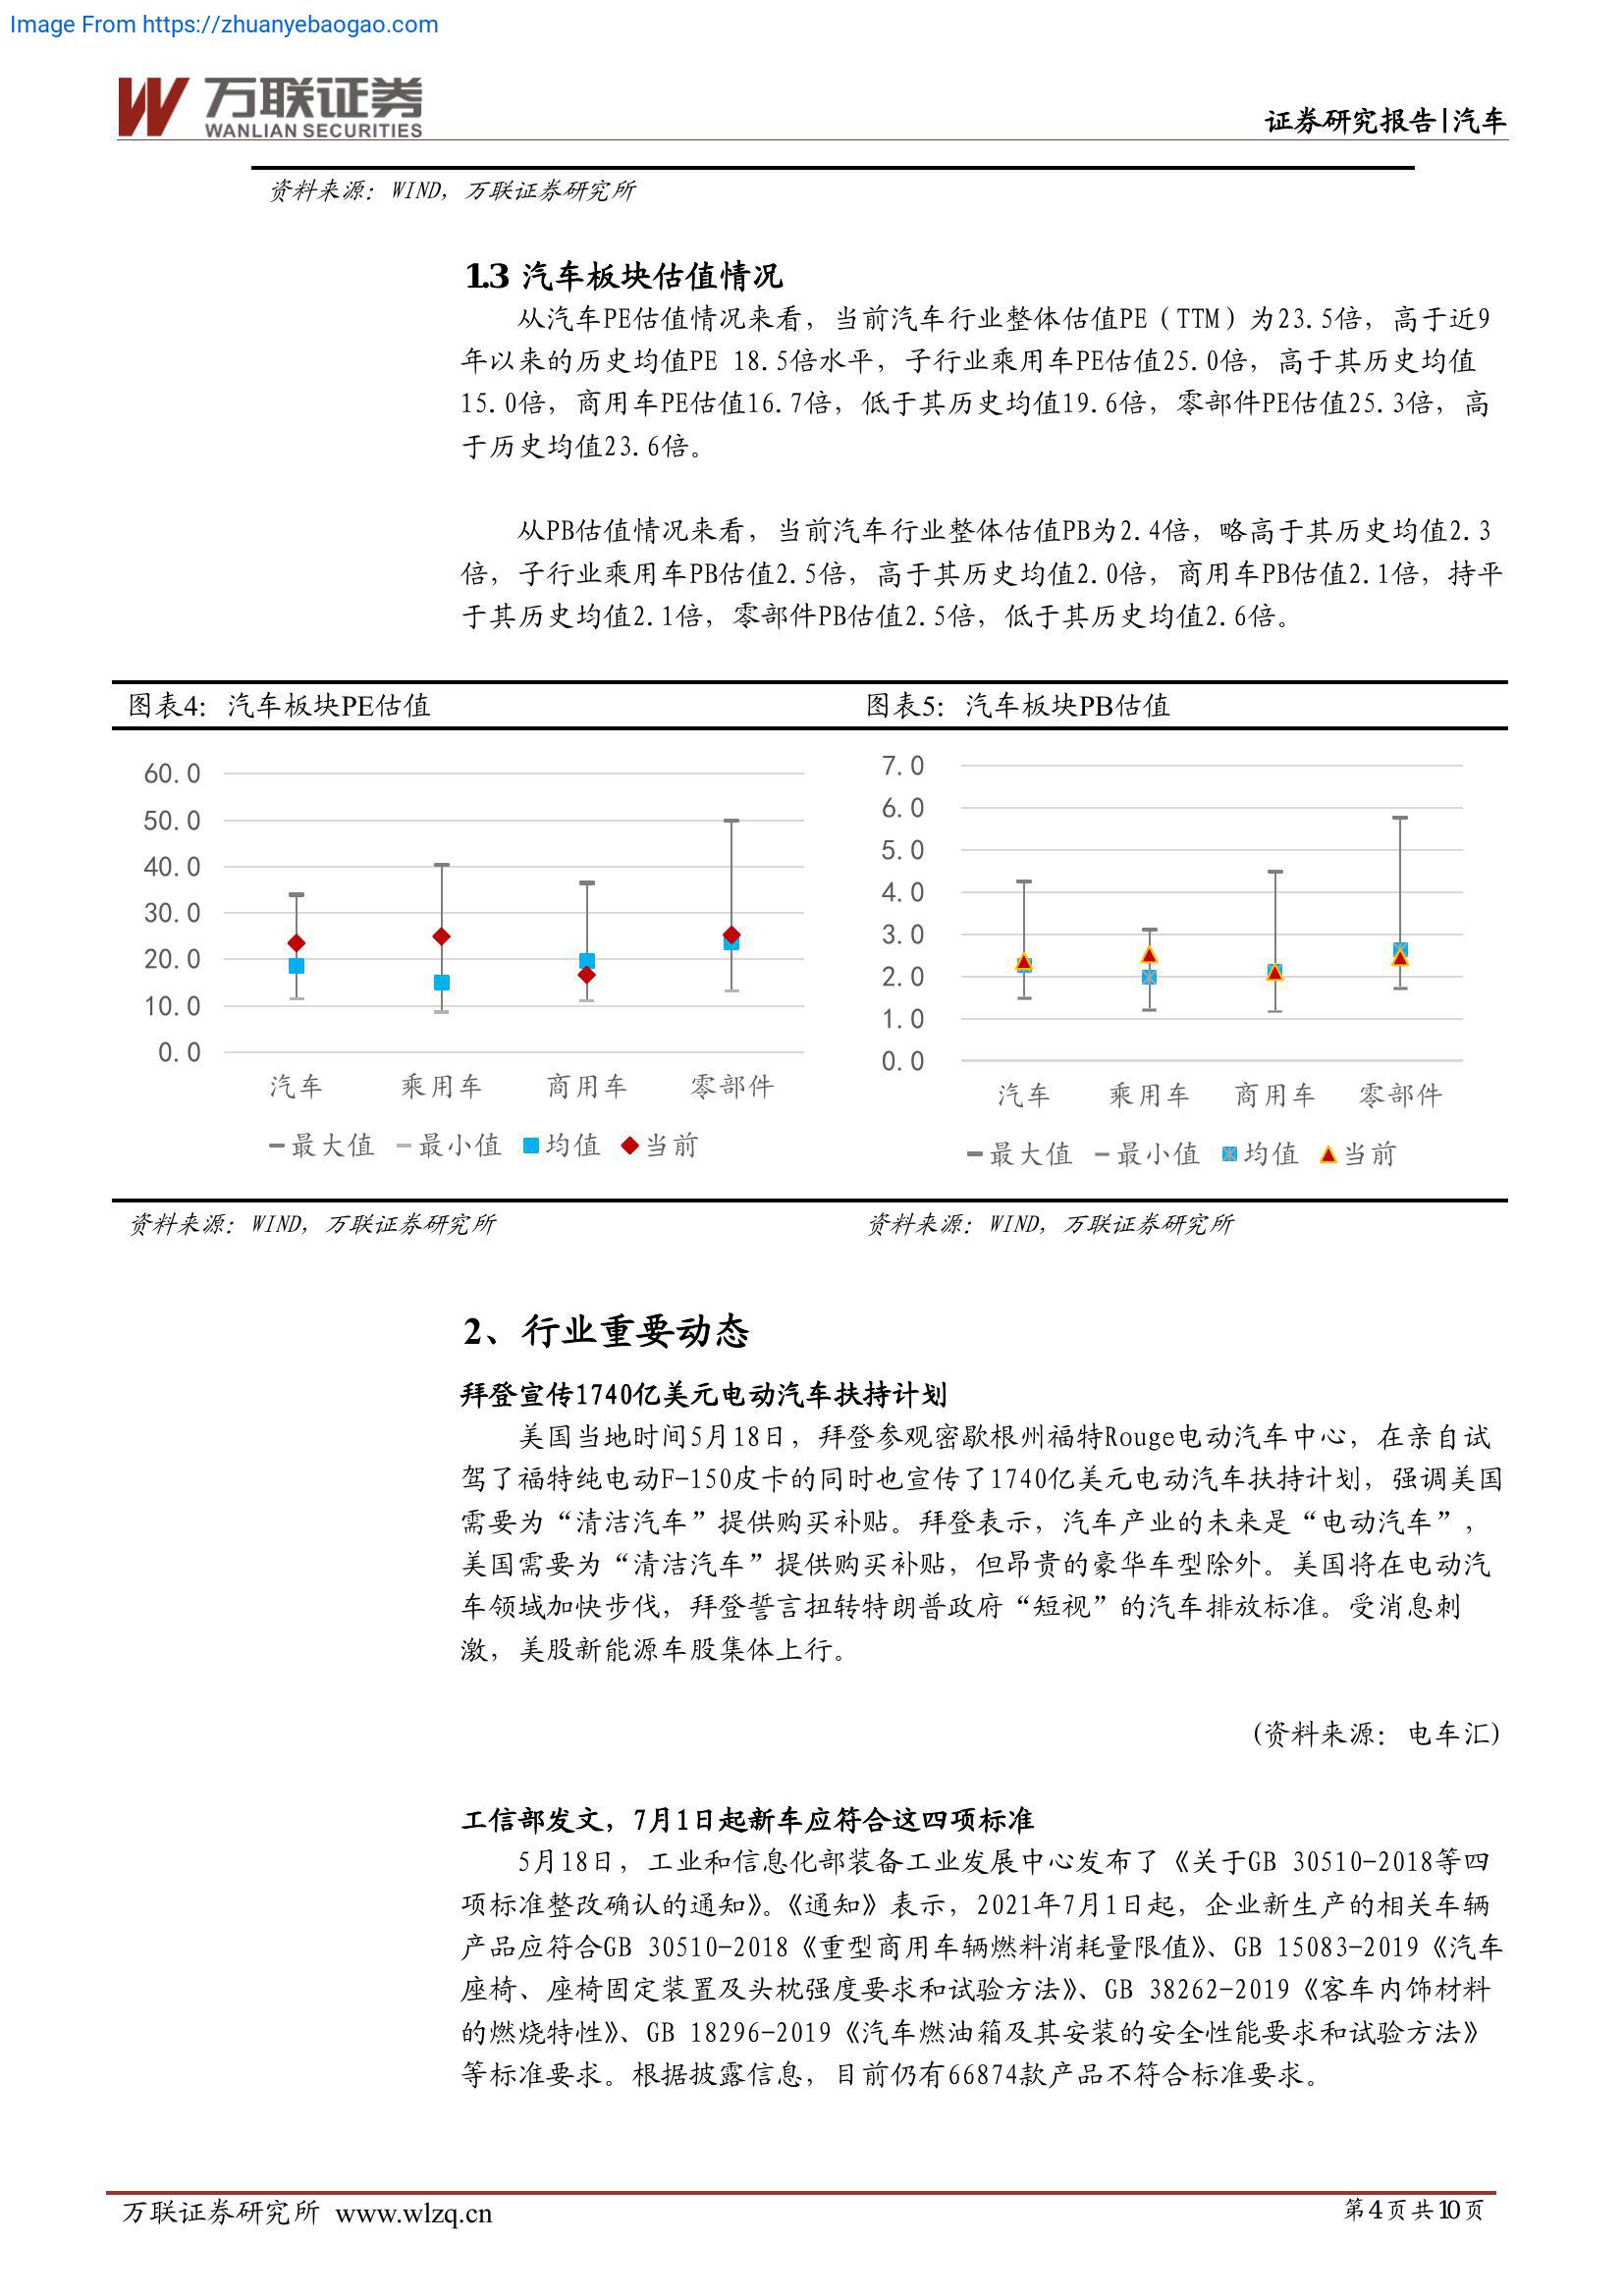 Image From https://zhuanyebaogao.com
万联证券
WANLIAN SECURITIES
证券研究报告|汽车
资料来源：WIND，万联证券研究所
1.3 汽车板块估值情况
从汽车PE估值情况来看，当前汽车行业整体估值PE（TTM）为23.5倍，高于近9
年以来的历史均值PE 18.5倍水平，子行业乘用车PE估值25.0倍，高于其历史均值
15.0倍，商用车PE估值16.7倍，低于其历史均值19.6倍，零部件PE估值25.3倍，高
于历史均值23.6倍。
从PB估值情况来看，当前汽车行业整体估值PB为2.4倍，略高于其历史均值2.3
倍，子行业乘用车PB估值2.5倍，高于其历史均值2.0倍，商用车PB估值2.1倍，持平
于其历史均值2.1倍，零部件PB估值2.5倍，低于其历史均值2.6倍。
图表4：汽车板块PE估值
60.0
50.0
40.0
30.0
20.0
10.0
0.0
汽车 乘用车 商用车 零部件
最大值 最小值 均值 当前
资料来源：WIND，万联证券研究所
图表5：汽车板块PB估值
7.0
6.0
5.0
4.0
3.0
2.0
1.0
0.0
汽车 乘用车 商用车 零部件
最大值 最小值 均值 当前
资料来源：WIND，万联证券研究所
2、行业重要动态
拜登宣传1740亿美元电动汽车扶持计划
美国当地时间5月18日，拜登参观密歇根州福特Rouge电动汽车中心，在亲自试
驾了福特纯电动F-150皮卡的同时也宣传了1740亿美元电动汽车扶持计划，强调美国
需要为“清洁汽车”提供购买补贴。拜登表示，汽车产业的未来是“电动汽车”，
美国需要为“清洁汽车”提供购买补贴，但昂贵的豪华车型除外。美国将在电动汽
车领域加快步伐，拜登誓言扭转特朗普政府“短视”的汽车排放标准。受消息刺
激，美股新能源车股集体上行。
(资料来源：电车汇)
工信部发文，7月1日起新车应符合这四项标准
5月18日，工业和信息化部装备工业发展中心发布了《关于GB 30510-2018等四
项标准整改确认的通知》。《通知》表示，2021年7月1日起，企业新生产的相关车辆
产品应符合GB 30510-2018《重型商用车辆燃料消耗量限值》、GB 15083-2019《汽车
座椅、座椅固定装置及头枕强度要求和试验方法》、GB 38262-2019《客车内饰材料
的燃烧特性》、GB 18296-2019《汽车燃油箱及其安装的安全性能要求和试验方法》
等标准要求。根据披露信息，目前仍有66874款产品不符合标准要求。
万联证券研究所 www.wlzq.cn
第4页共10页